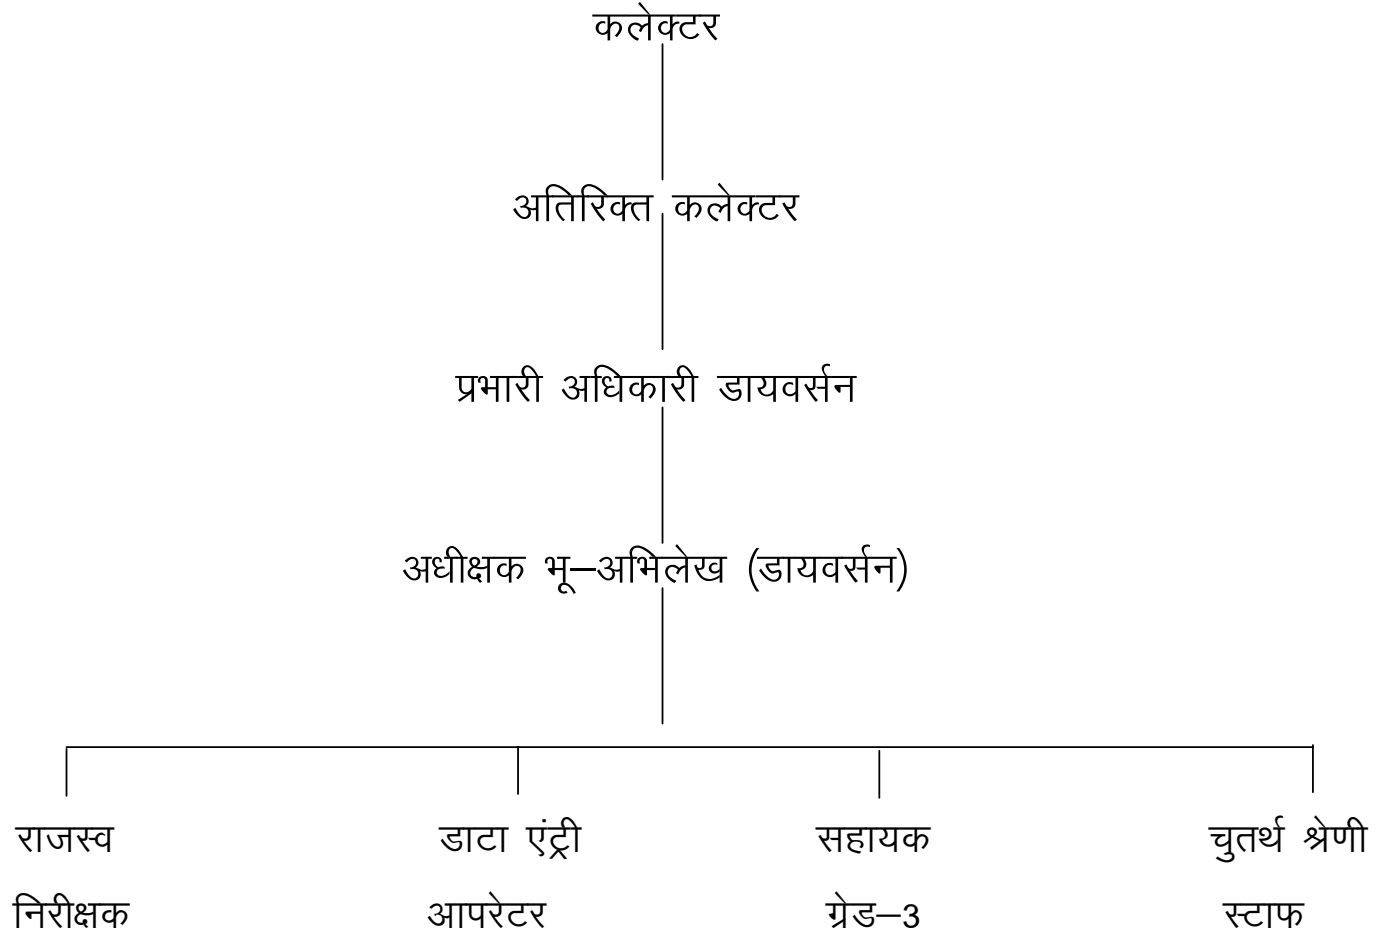 कलेक्टर
अतिरिक्त कलेक्टर
प्रभारी अधिकारी डायवर्सन
अधीक्षक भू–अभिलेख (डायवर्सन)
राजस्व डाटा एंट्री सहायक चुतर्थ श्रेणी
निरीक्षक आपरेटर ग्रेड–3 स्टाफ